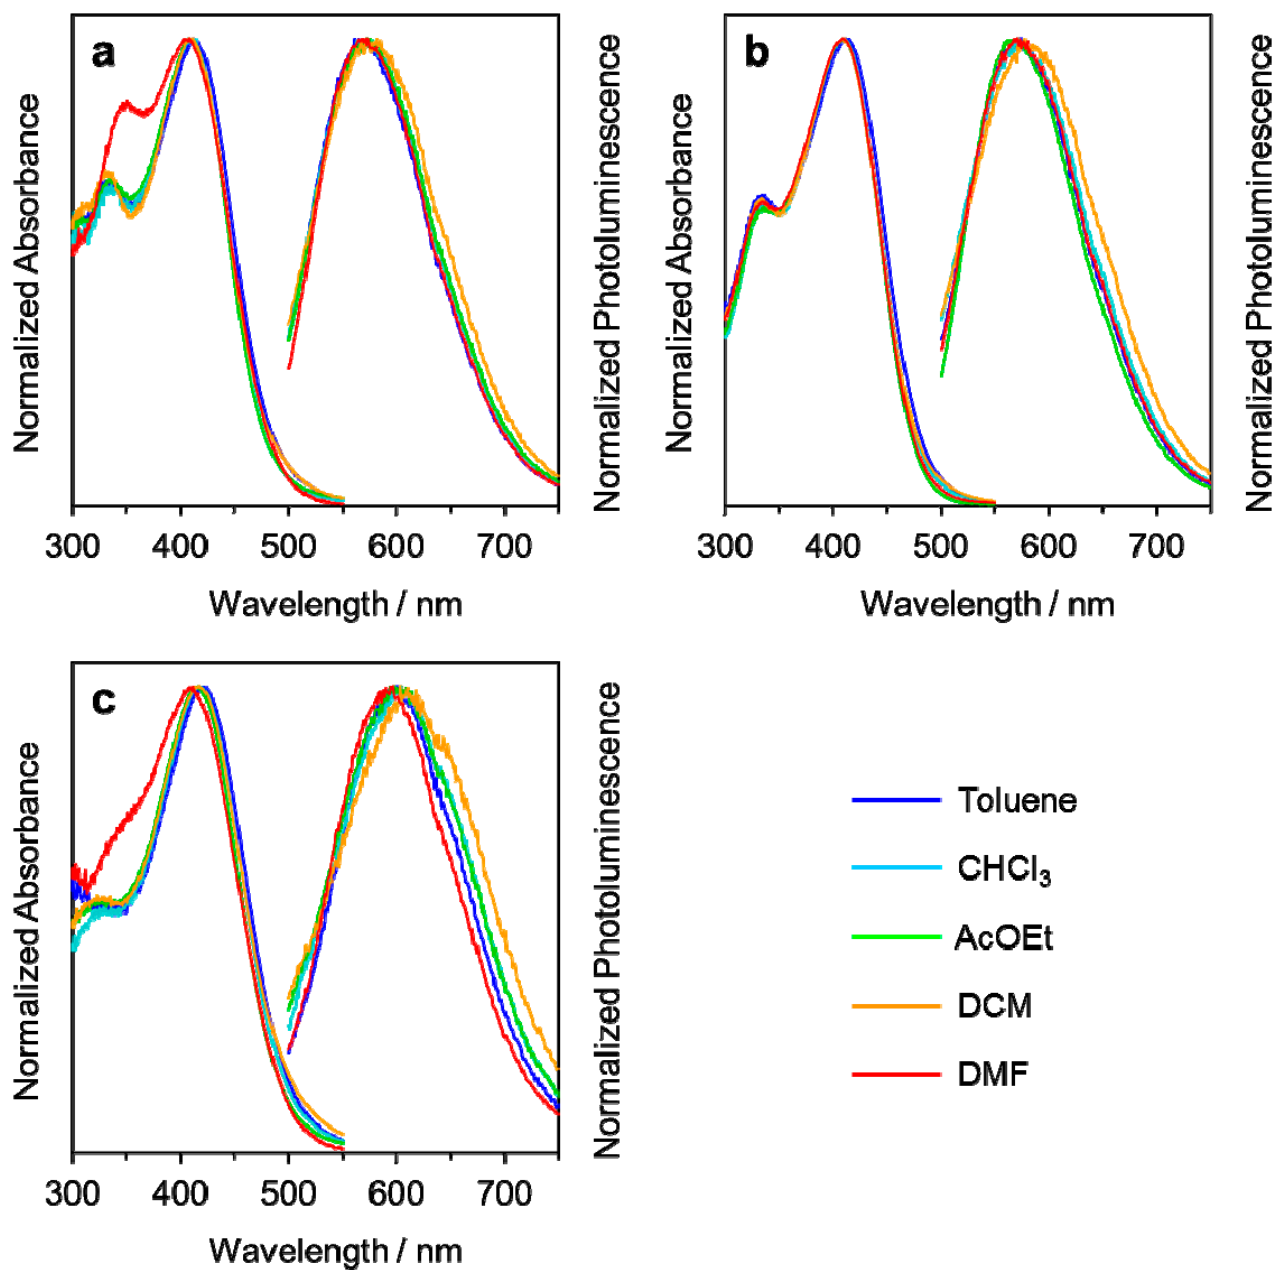 a
Normalized Absorbance
Normalized Photoluminescence
300 400 500 600 700
Wavelength / nm
b
Normalized Absorbance
Normalized Photoluminescence
300 400 500 600 700
Wavelength / nm
c
Normalized Absorbance
Normalized Photoluminescence
300 400 500 600 700
Wavelength / nm
Toluene
CHCl₃
AcOEt
DCM
DMF